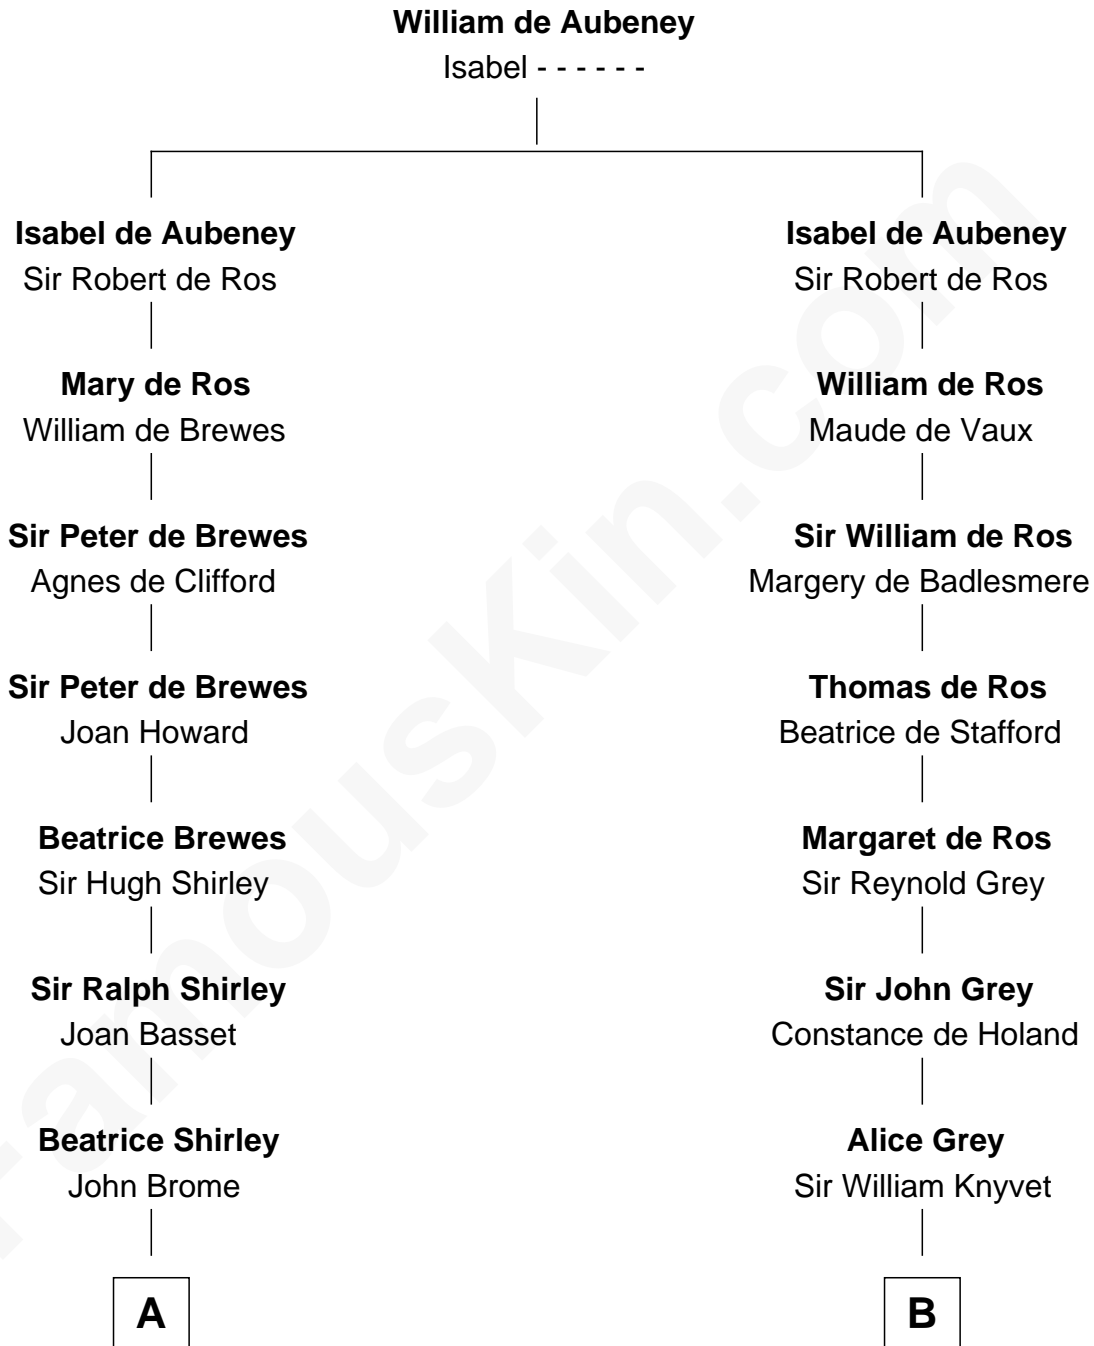 William de Aubeney
Isabel - - - - - -
Isabel de Aubeney
Sir Robert de Ros
Mary de Ros
William de Brewes
Sir Peter de Brewes
Agnes de Clifford
Sir Peter de Brewes
Joan Howard
Beatrice Brewes
Sir Hugh Shirley
Sir Ralph Shirley
Joan Basset
Beatrice Shirley
John Brome
A
Isabel de Aubeney
Sir Robert de Ros
William de Ros
Maude de Vaux
Sir William de Ros
Margery de Badlesmere
Thomas de Ros
Beatrice de Stafford
Margaret de Ros
Sir Reynold Grey
Sir John Grey
Constance de Holand
Alice Grey
Sir William Knyvet
B
FamousKin.com